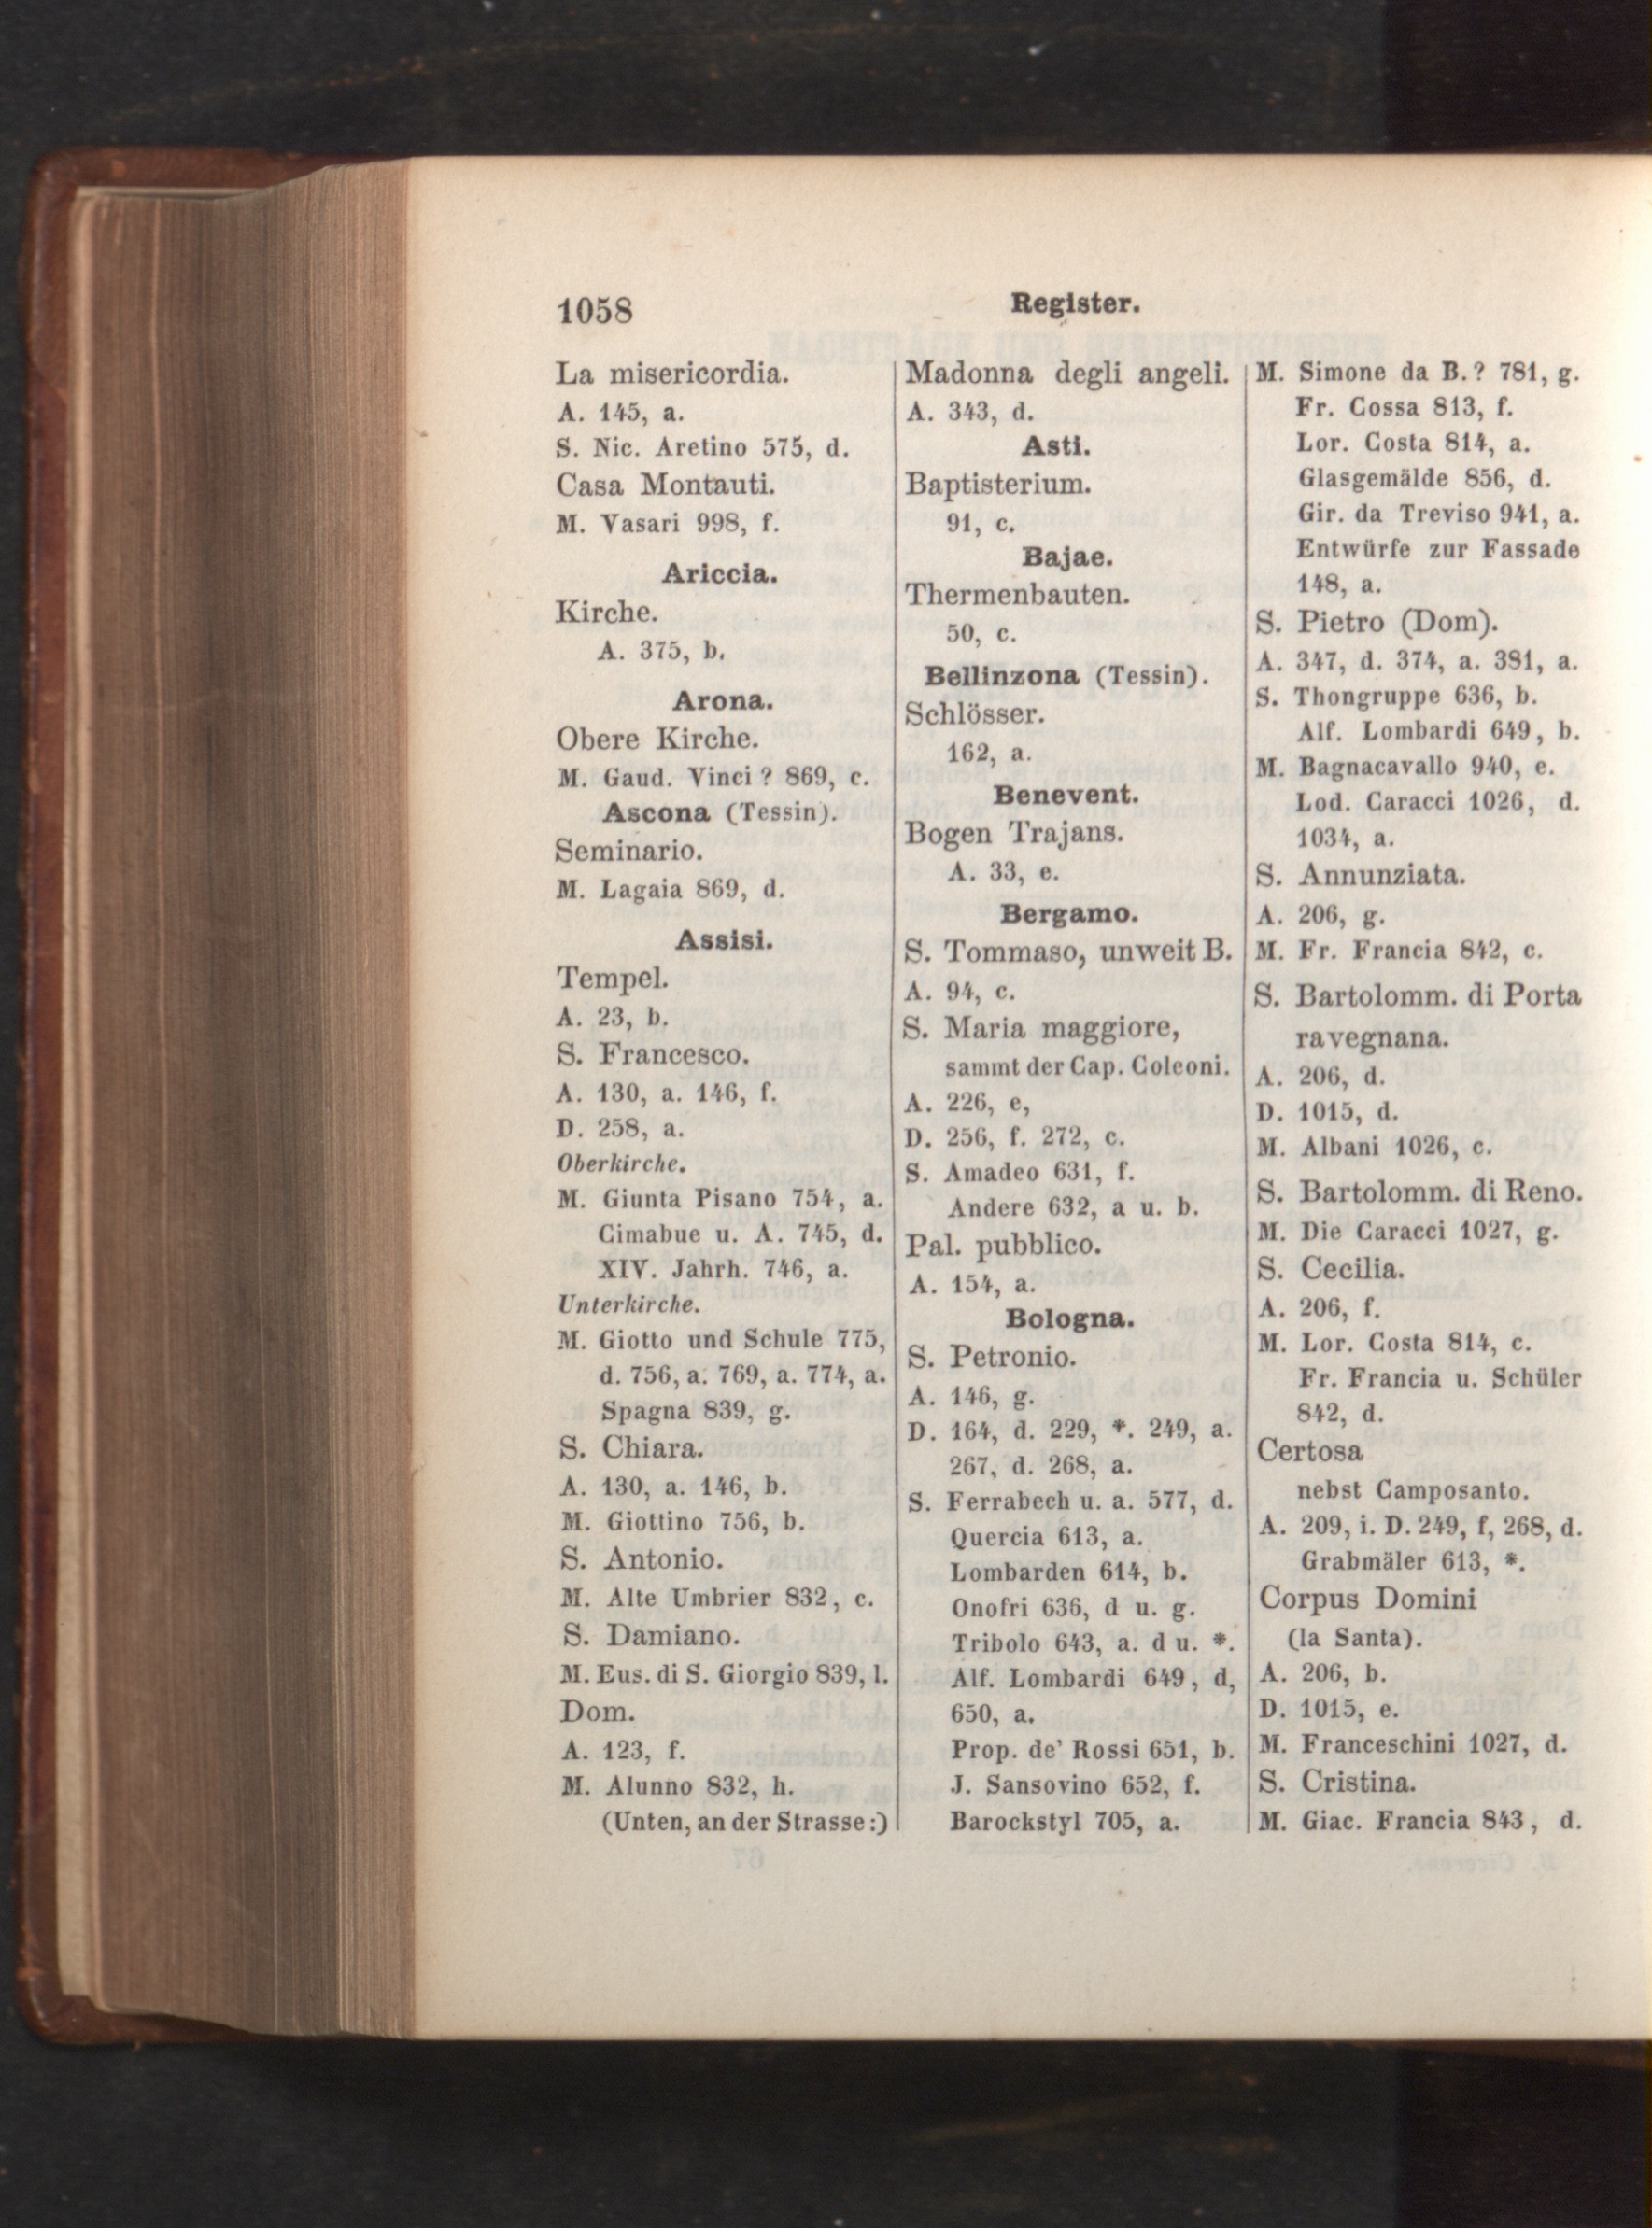 1058
Register.
La misericordia.
A. 145, a.
S. Nic. Aretino 575, d.
Casa Montauti.
M. Vasari 998, f.
Ariccia.
Kirche.
A. 375, b.
Arona.
Obere Kirche.
M. Gaud. Vinci? 869, c.
Ascona (Tessin).
Seminario.
M. Lagaia 869, d.
Assisi.
Tempel.
A. 23, b.
S. Francesco.
A. 130, a. 146, f.
D. 258, a.
Oberkirche.
M. Giunta Pisano 754, a.
Cimabue u. A. 745, d.
XIV. Jahrh. 746, a.
Unterkirche.
M. Giotto und Schule 775,
d. 756, a. 769, a. 774, a.
Spagna 839, g.
S. Chiara.
A. 130, a. 146, b.
M. Giottino 756, b.
S. Antonio.
M. Alte Umbrier 832, c.
S. Damiano.
M. Eus. di S. Giorgio 839, l.
Dom.
A. 123, f.
M. Alunno 832, h.
(Unten, an der Strasse:)
Madonna degli angeli.
A. 343, d.
Asti.
Baptisterium.
91, c.
Bajae.
Thermenbauten.
50, c.
Bellinzona (Tessin).
Schlösser.
162, a.
Benevent.
Bogen Trajans.
A. 33, e.
Bergamo.
S. Tommaso, unweit B.
A. 94, c.
S. Maria maggiore,
sammt der Cap. Coleoni.
A. 226, e,
D. 256, f. 272, c.
S. Amadeo 631, f.
Andere 632, a u. b.
Pal. pubblico.
A. 154, a.
Bologna.
S. Petronio.
A. 146, g.
D. 164, d. 229, *. 249, a.
267, d. 268, a.
S. Ferrabech u. a. 577, d.
Quercia 613, a.
Lombarden 614, b.
Onofri 636, d u. g.
Tribolo 643, a. d u. *.
Alf. Lombardi 649, d,
650, a.
Prop. de' Rossi 651, b.
J. Sansovino 652, f.
Barockstyl 705, a.
M. Simone da B.? 781, g.
Fr. Cossa 813, f.
Lor. Costa 814, a.
Glasgemälde 856, d.
Gir. da Treviso 941, a.
Entwürfe zur Fassade
148, a.
S. Pietro (Dom).
A. 347, d. 374, a. 381, a.
S. Thongruppe 636, b.
Alf. Lombardi 649, b.
M. Bagnacavallo 940, e.
Lod. Caracci 1026, d.
1034, a.
S. Annunziata.
A. 206, g.
M. Fr. Francia 842, c.
S. Bartolomm. di Porta
ravegnana.
A. 206, d.
D. 1015, d.
M. Albani 1026, c.
S. Bartolomm. di Reno.
M. Die Caracci 1027, g.
S. Cecilia.
A. 206, f.
M. Lor. Costa 814, c.
Fr. Francia u. Schüler
842, d.
Certosa
nebst Camposanto.
A. 209, i. D. 249, f, 268, d.
Grabmäler 613, *.
Corpus Domini
(la Santa).
A. 206, b.
D. 1015, e.
M. Franceschini 1027, d.
S. Cristina.
M. Giac. Francia 843, d.